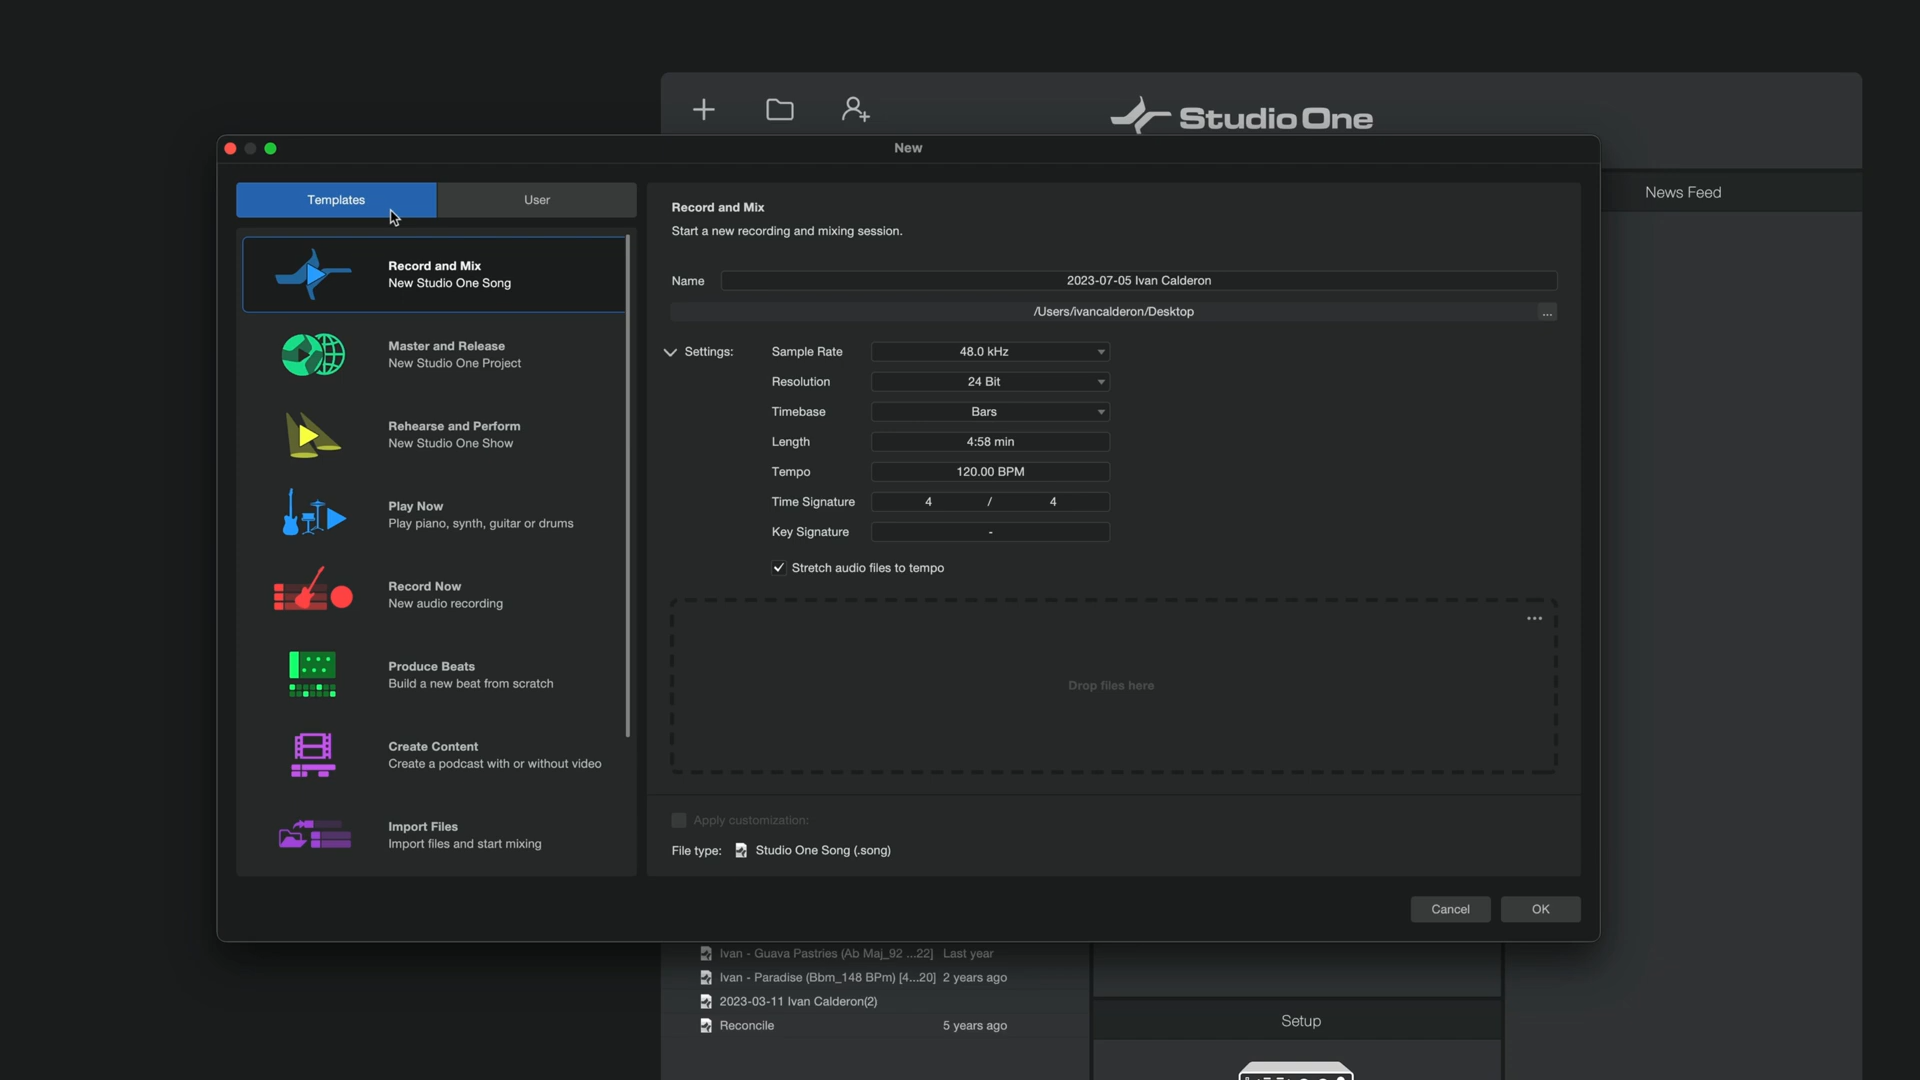 Studio One
New
News Feed
Templates
User
Record and Mix
New Studio One Song
Master and Release
New Studio One Project
Rehearse and Perform
New Studio One Show
Play Now
Play piano, synth, guitar or drums
Record Now
New audio recording
Produce Beats
Build a new beat from scratch
Create Content
Create a podcast with or without video
Import Files
Import files and start mixing
Record and Mix
Start a new recording and mixing session.
Name 2023-07-05 Ivan Calderon
/Users/ivancalderon/Desktop ...
Settings: Sample Rate 48.0 kHz
Resolution 24 Bit
Timebase Bars
Length 4:58 min
Tempo 120.00 BPM
Time Signature 4 / 4
Key Signature -
Stretch audio files to tempo
Drop files here
Apply customization:
File type: Studio One Song (.song)
Cancel OK
Ivan - Guava Pastries (Ab Maj_92 ...22] Last year
Ivan - Paradise (Bbm_148 BPm) [4...20] 2 years ago
2023-03-11 Ivan Calderon(2)
Reconcile 5 years ago
Setup